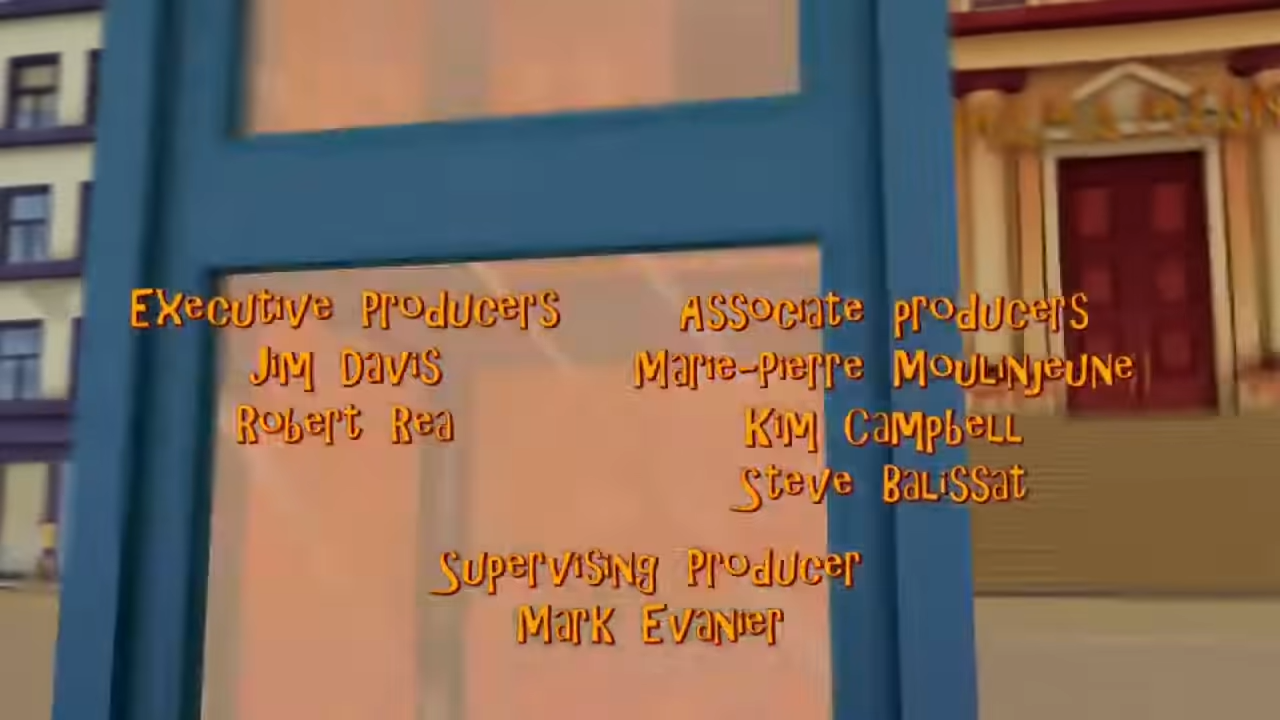 Executive Producers
Jim Davis
Robert Rea
Associate producers
Marie-Pierre Moulinjeune
Kim Campbell
Steve Balissat
Supervising Producer
Mark Evanier